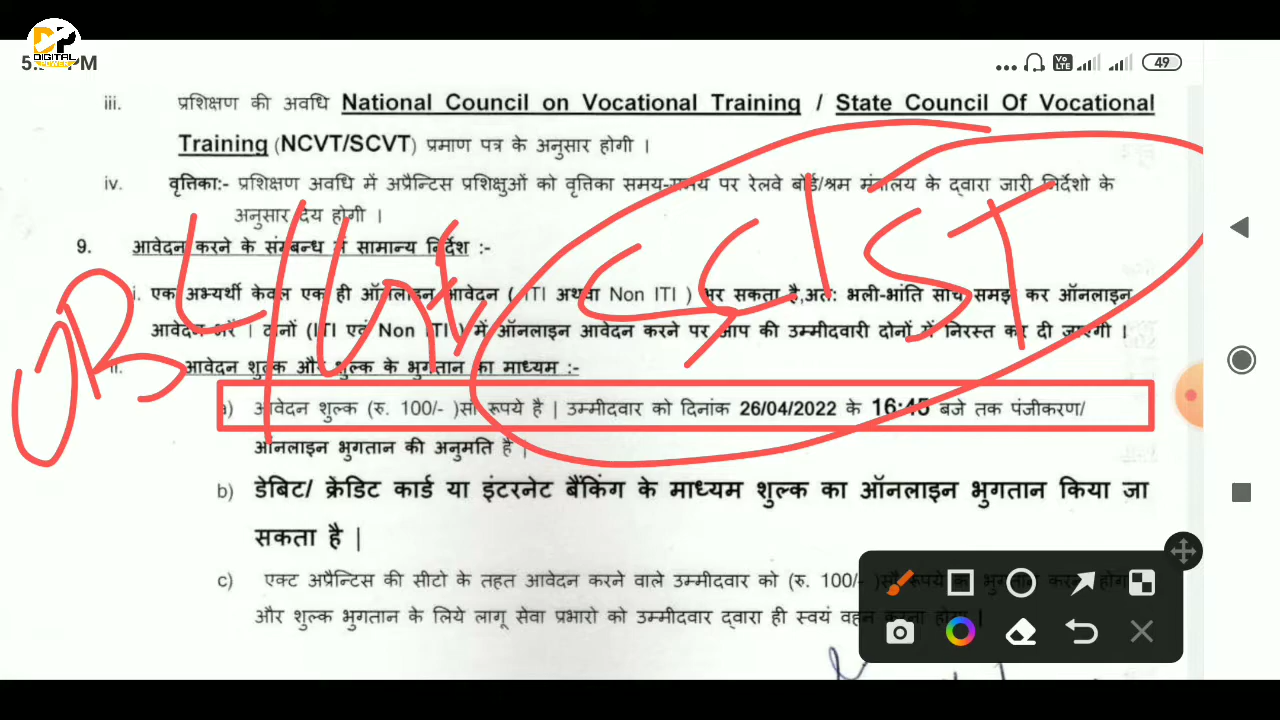 DP
DIGITAL
PM
Vo LTE
49
iii. प्रशिक्षण की अवधि National Council on Vocational Training / State Council Of Vocational
Training (NCVT/SCVT) प्रमाण पत्र के अनुसार होगी ।
iv. वृत्तिका:- प्रशिक्षण अवधि में अप्रैन्टिस प्रशिक्षुओं को वृत्तिका समय-समय पर रेलवे बोर्ड/श्रम मंत्रालय के द्वारा जारी निर्देशो के
अनुसार देय होगी ।
9. आवेदन करने के संम्बन्ध में सामान्य निर्देश :-
i. एक अभ्यर्थी केवल एक ही ऑनलाइन आवेदन ( ITI अथवा Non ITI ) भर सकता है,अतः भली-भांति सोच समझ कर ऑनलाइन
आवेदन भरें । दोनों (ITI एवं Non ITI ) में ऑनलाइन आवेदन करने पर आप की उम्मीदवारी दोनों में निरस्त कर दी जाएगी ।
ii. आवेदन शुल्क और शुल्क के भुगतान का माध्यम :-
a) आवेदन शुल्क (रु. 100/- )सौ रूपये है | उम्मीदवार को दिनांक 26/04/2022 के 16:45 बजे तक पंजीकरण/
ऑनलाइन भुगतान की अनुमति है |
b) डेबिट/ क्रेडिट कार्ड या इंटरनेट बैंकिंग के माध्यम शुल्क का ऑनलाइन भुगतान किया जा
सकता है |
c) एक्ट अप्रैन्टिस की सीटो के तहत आवेदन करने वाले उम्मीदवार को (रु. 100/- )सौ रूपये का भुगतान करना होगा
और शुल्क भुगतान के लिये लागू सेवा प्रभारो को उम्मीदवार द्वारा ही स्वयं वहन करना होगा |
SC/ST